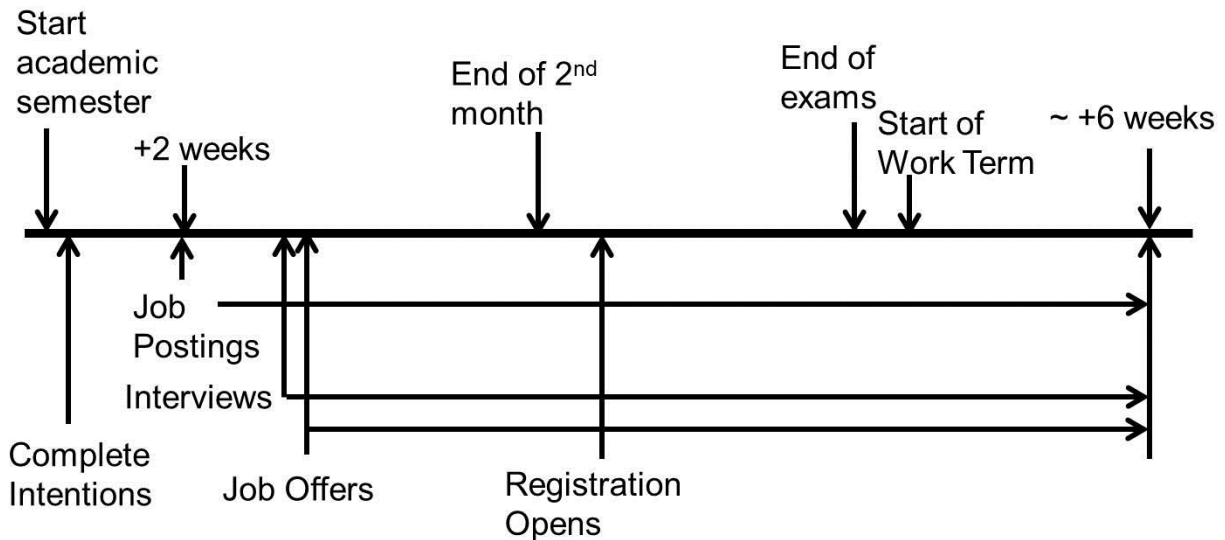 Start
academic
semester
+2 weeks
End of 2nd
month
End of
exams
Start of
Work Term
~ +6 weeks
Job
Postings
Interviews
Complete
Intentions
Job Offers
Registration
Opens